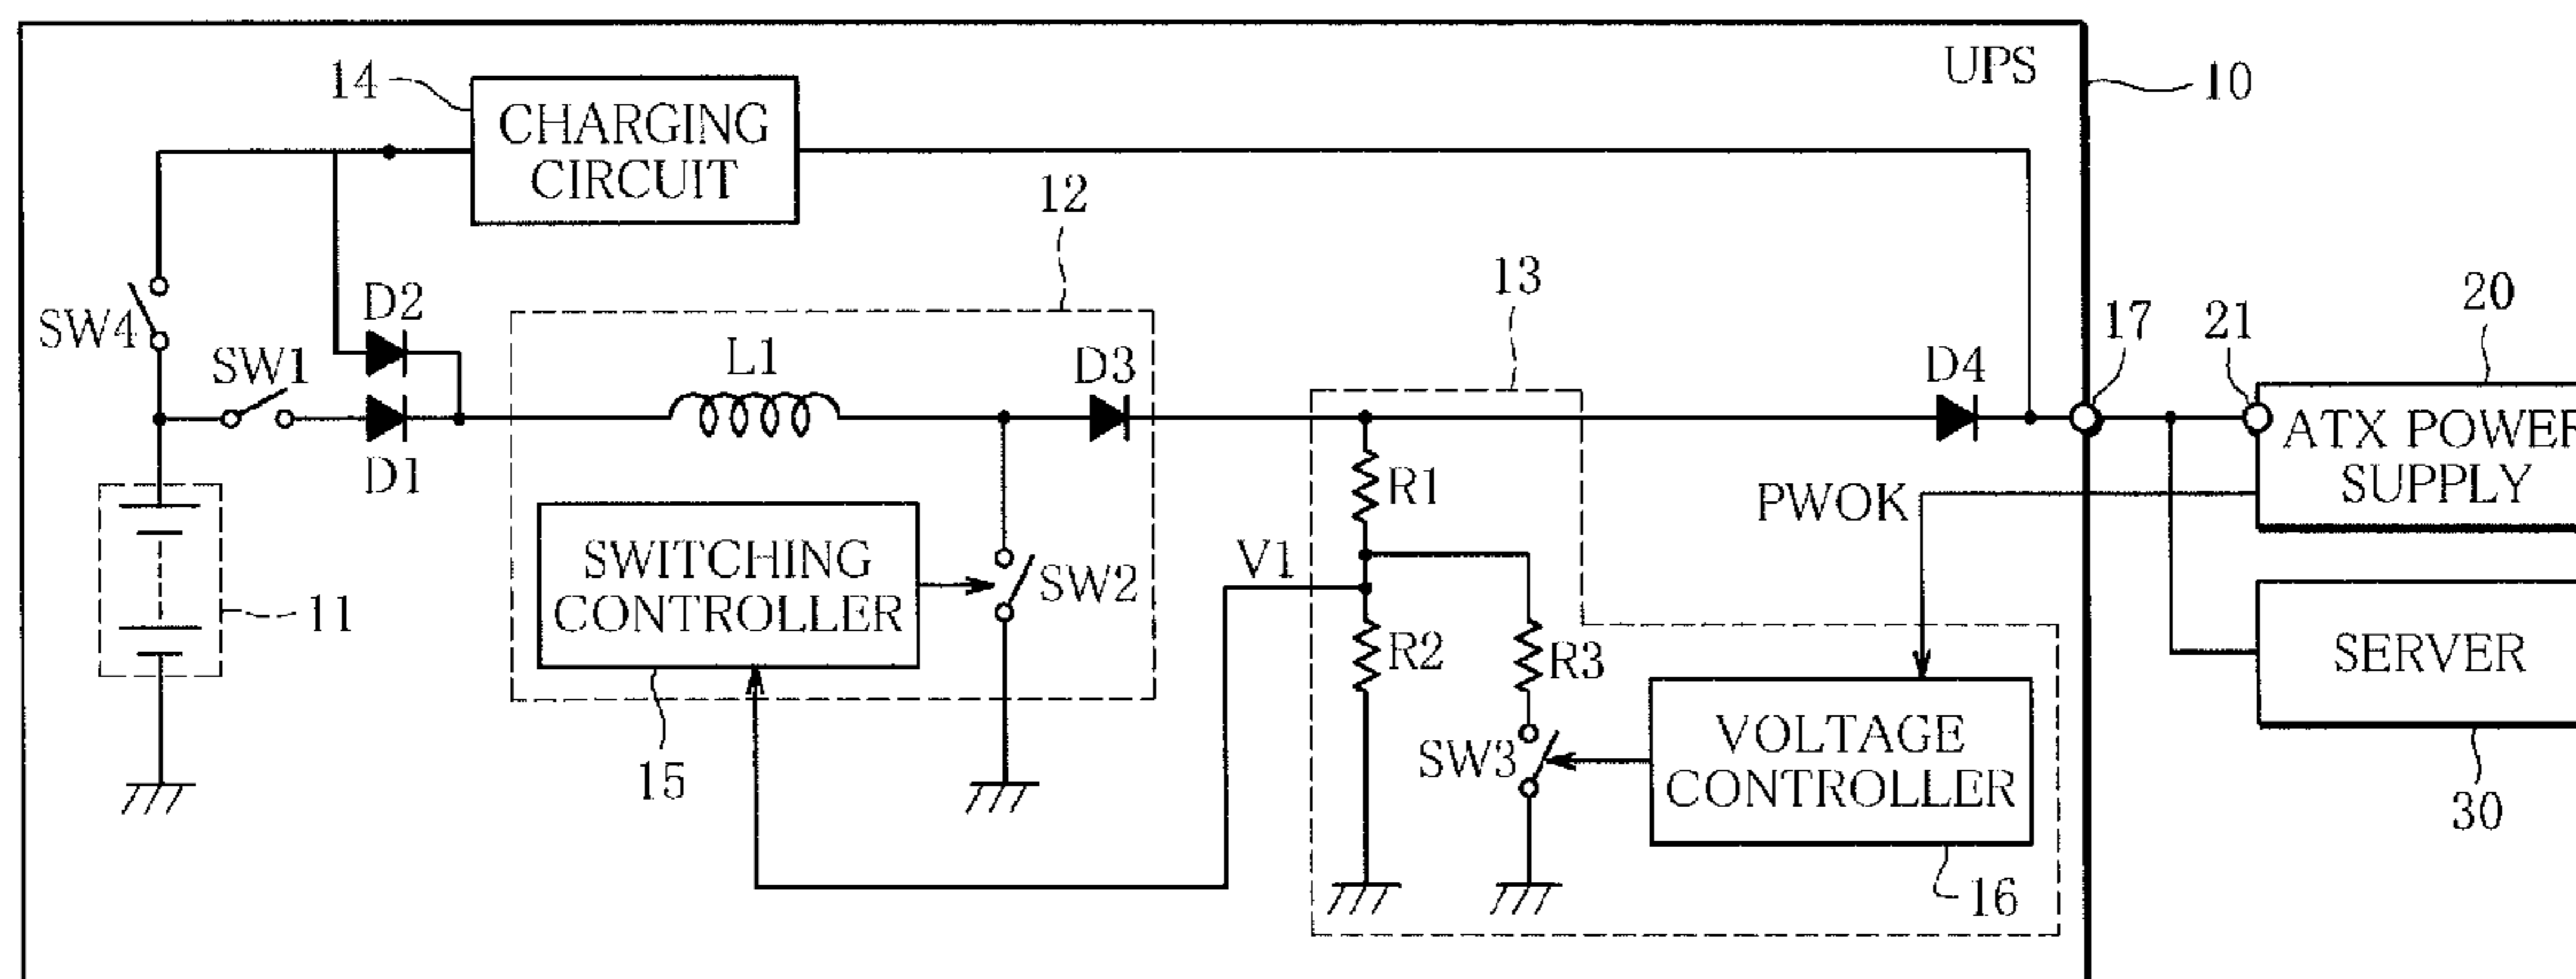 UPS
10
14
CHARGING
CIRCUIT
12
13
SW4
D2
SW1
D1
L1
D3
D4
17
21
20
ATX POWER
SUPPLY
R1
PWOK
11
SWITCHING
CONTROLLER
SW2
V1
R2
R3
SERVER
15
SW3
VOLTAGE
CONTROLLER
30
16